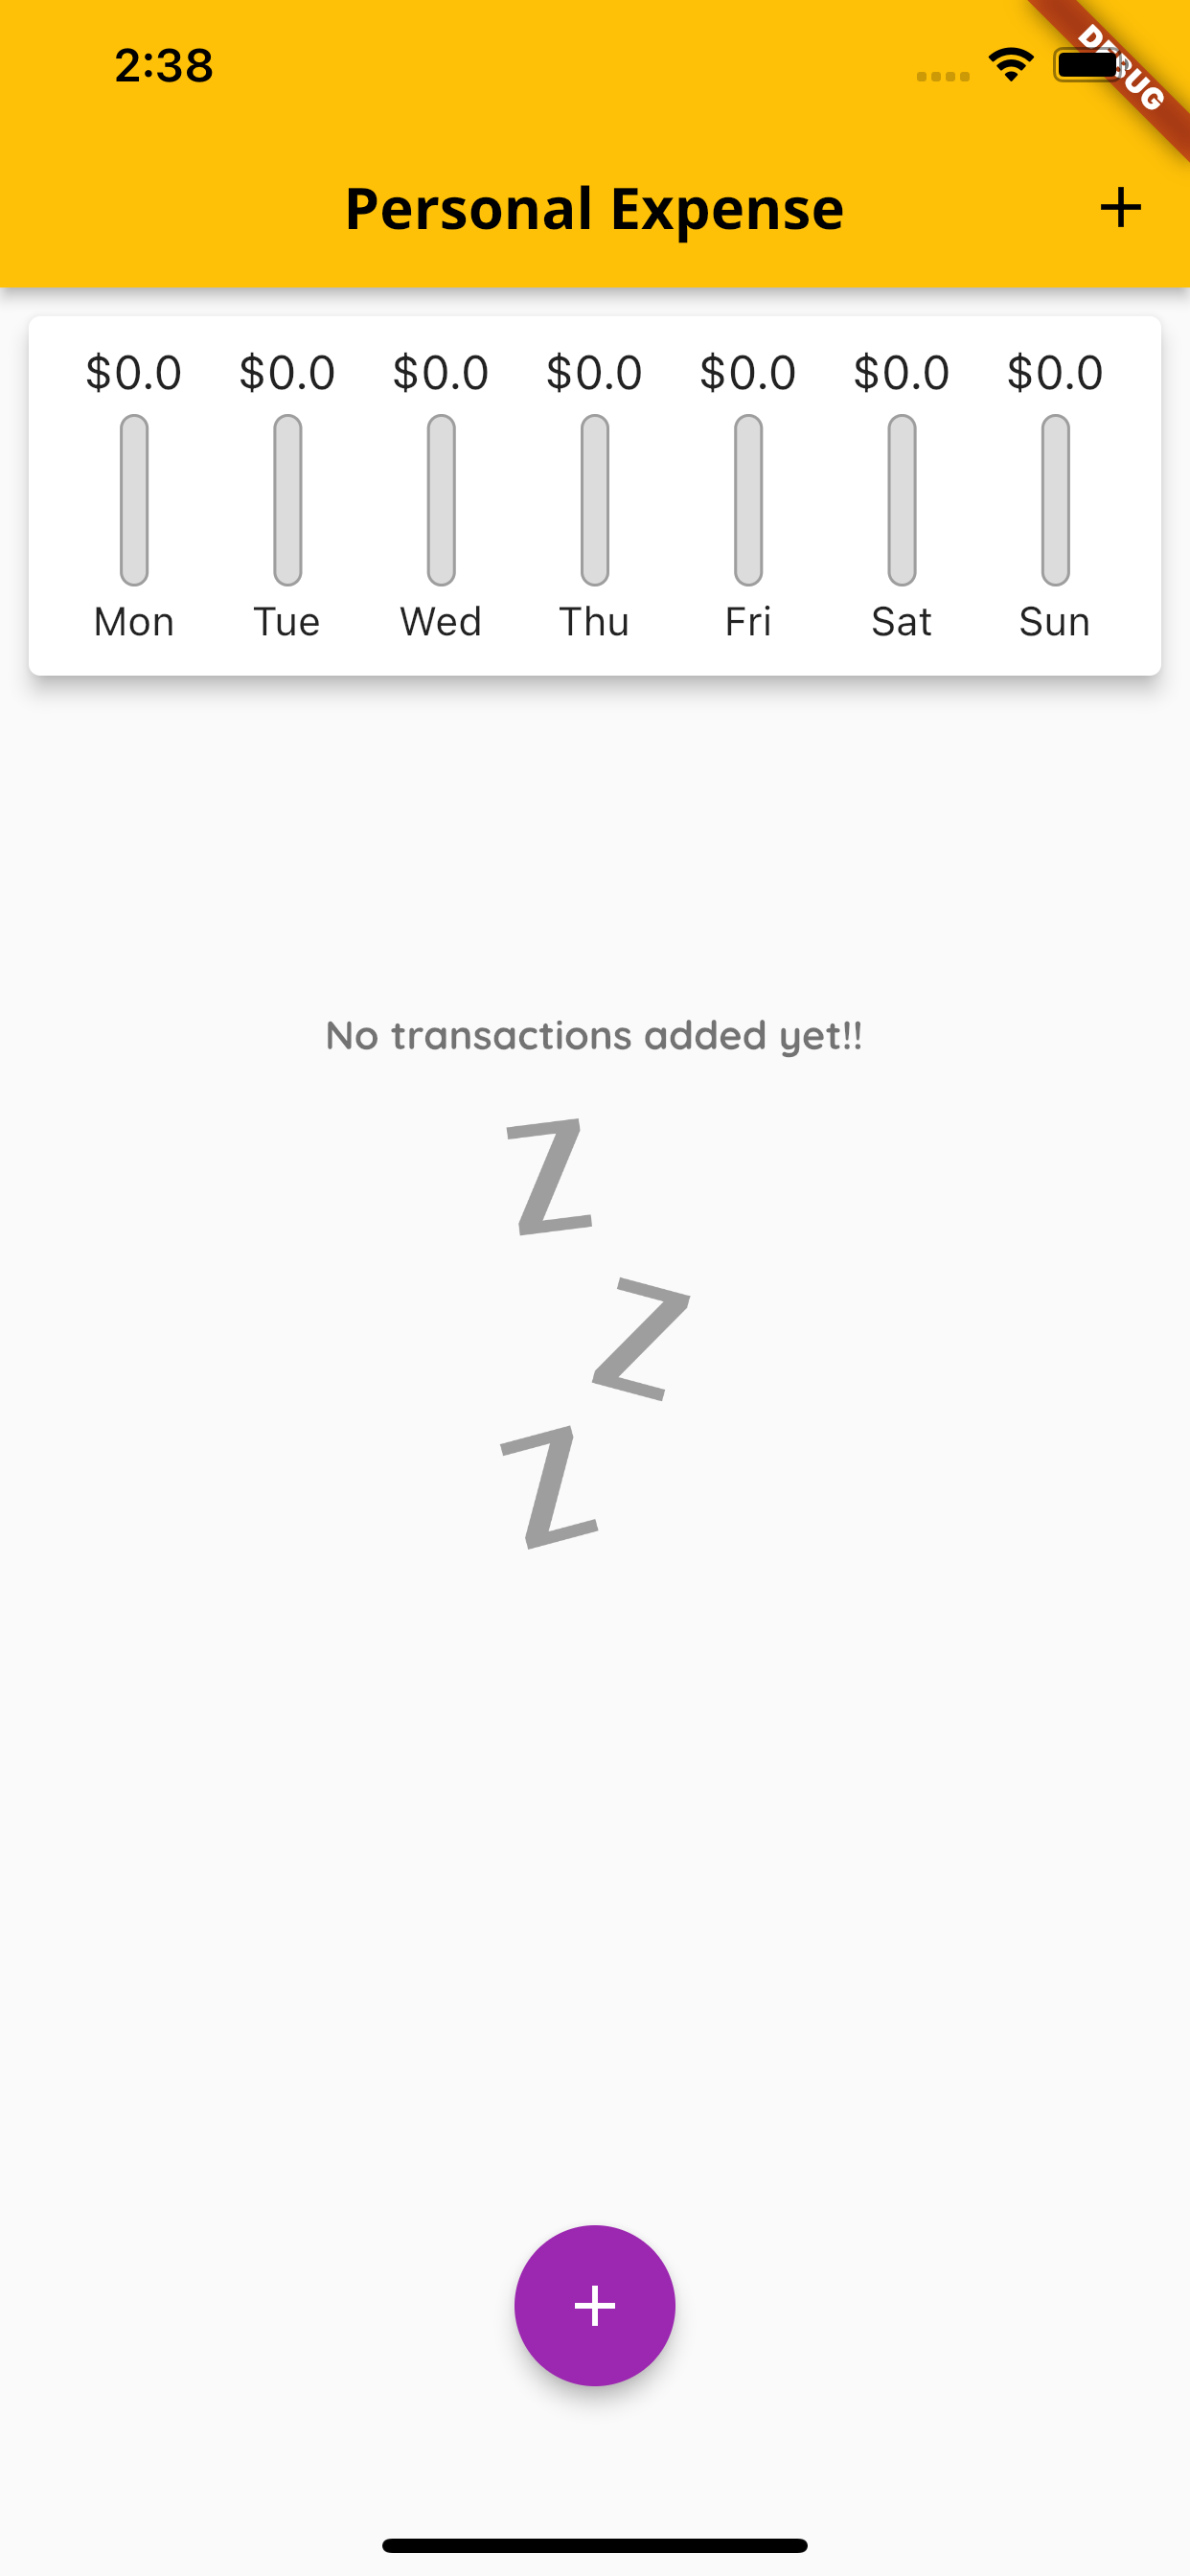 2:38
DEBUG
Personal Expense +
$0.0 $0.0 $0.0 $0.0 $0.0 $0.0 $0.0
Mon Tue Wed Thu Fri Sat Sun
No transactions added yet!!
Z
Z
Z
+